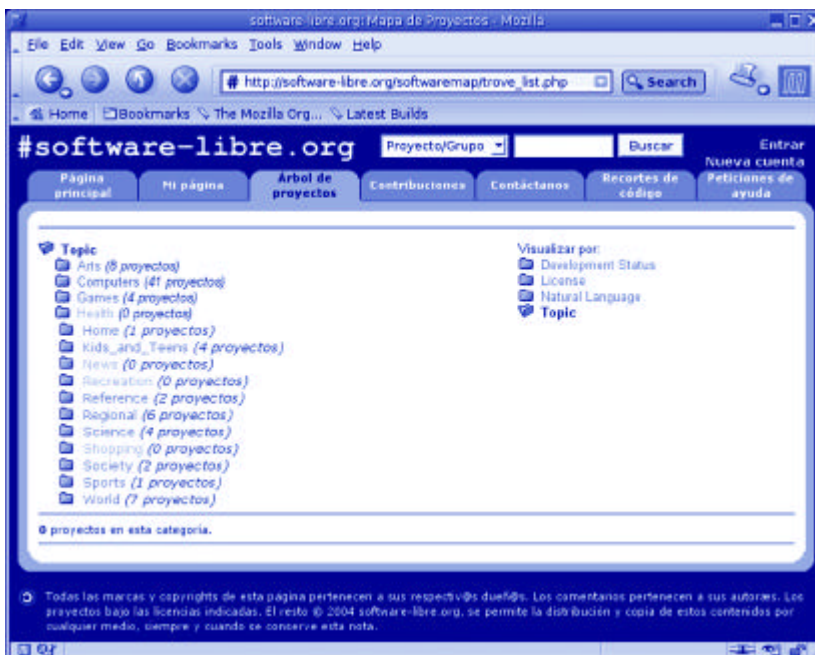 software-libre.org: Mapa de Proyectos - Mozilla
File Edit View Go Bookmarks Tools Window Help
http://software-libre.org/softwaremap/trove_list.php Search
Home Bookmarks The Mozilla Org... Latest Builds
#software-libre.org Proyecto/Grupo Buscar Entrar
Nueva cuenta
Página principal Mi página Árbol de proyectos Contribuciones Contáctanos Recortes de código Peticiones de ayuda
Topic
Arts (8 proyectos)
Computers (41 proyectos)
Games (4 proyectos)
Health (0 proyectos)
Home (1 proyectos)
Kids_and_Teens (4 proyectos)
News (0 proyectos)
Recreation (0 proyectos)
Reference (2 proyectos)
Regional (6 proyectos)
Science (4 proyectos)
Shopping (0 proyectos)
Society (2 proyectos)
Sports (1 proyectos)
World (7 proyectos)
Visualizar por:
Development Status
License
Natural Language
Topic
0 proyectos en esta categoría.
Todas las marcas y copyrights de esta página pertenecen a sus respectiv@s dueñ@s. Los comentarios pertenecen a sus autoræs. Los
proyectos bajo las licencias indicadas. El resto © 2004 software-libre.org, se permite la distribución y copia de estos contenidos por
cualquier medio, siempre y cuando se conserve esta nota.